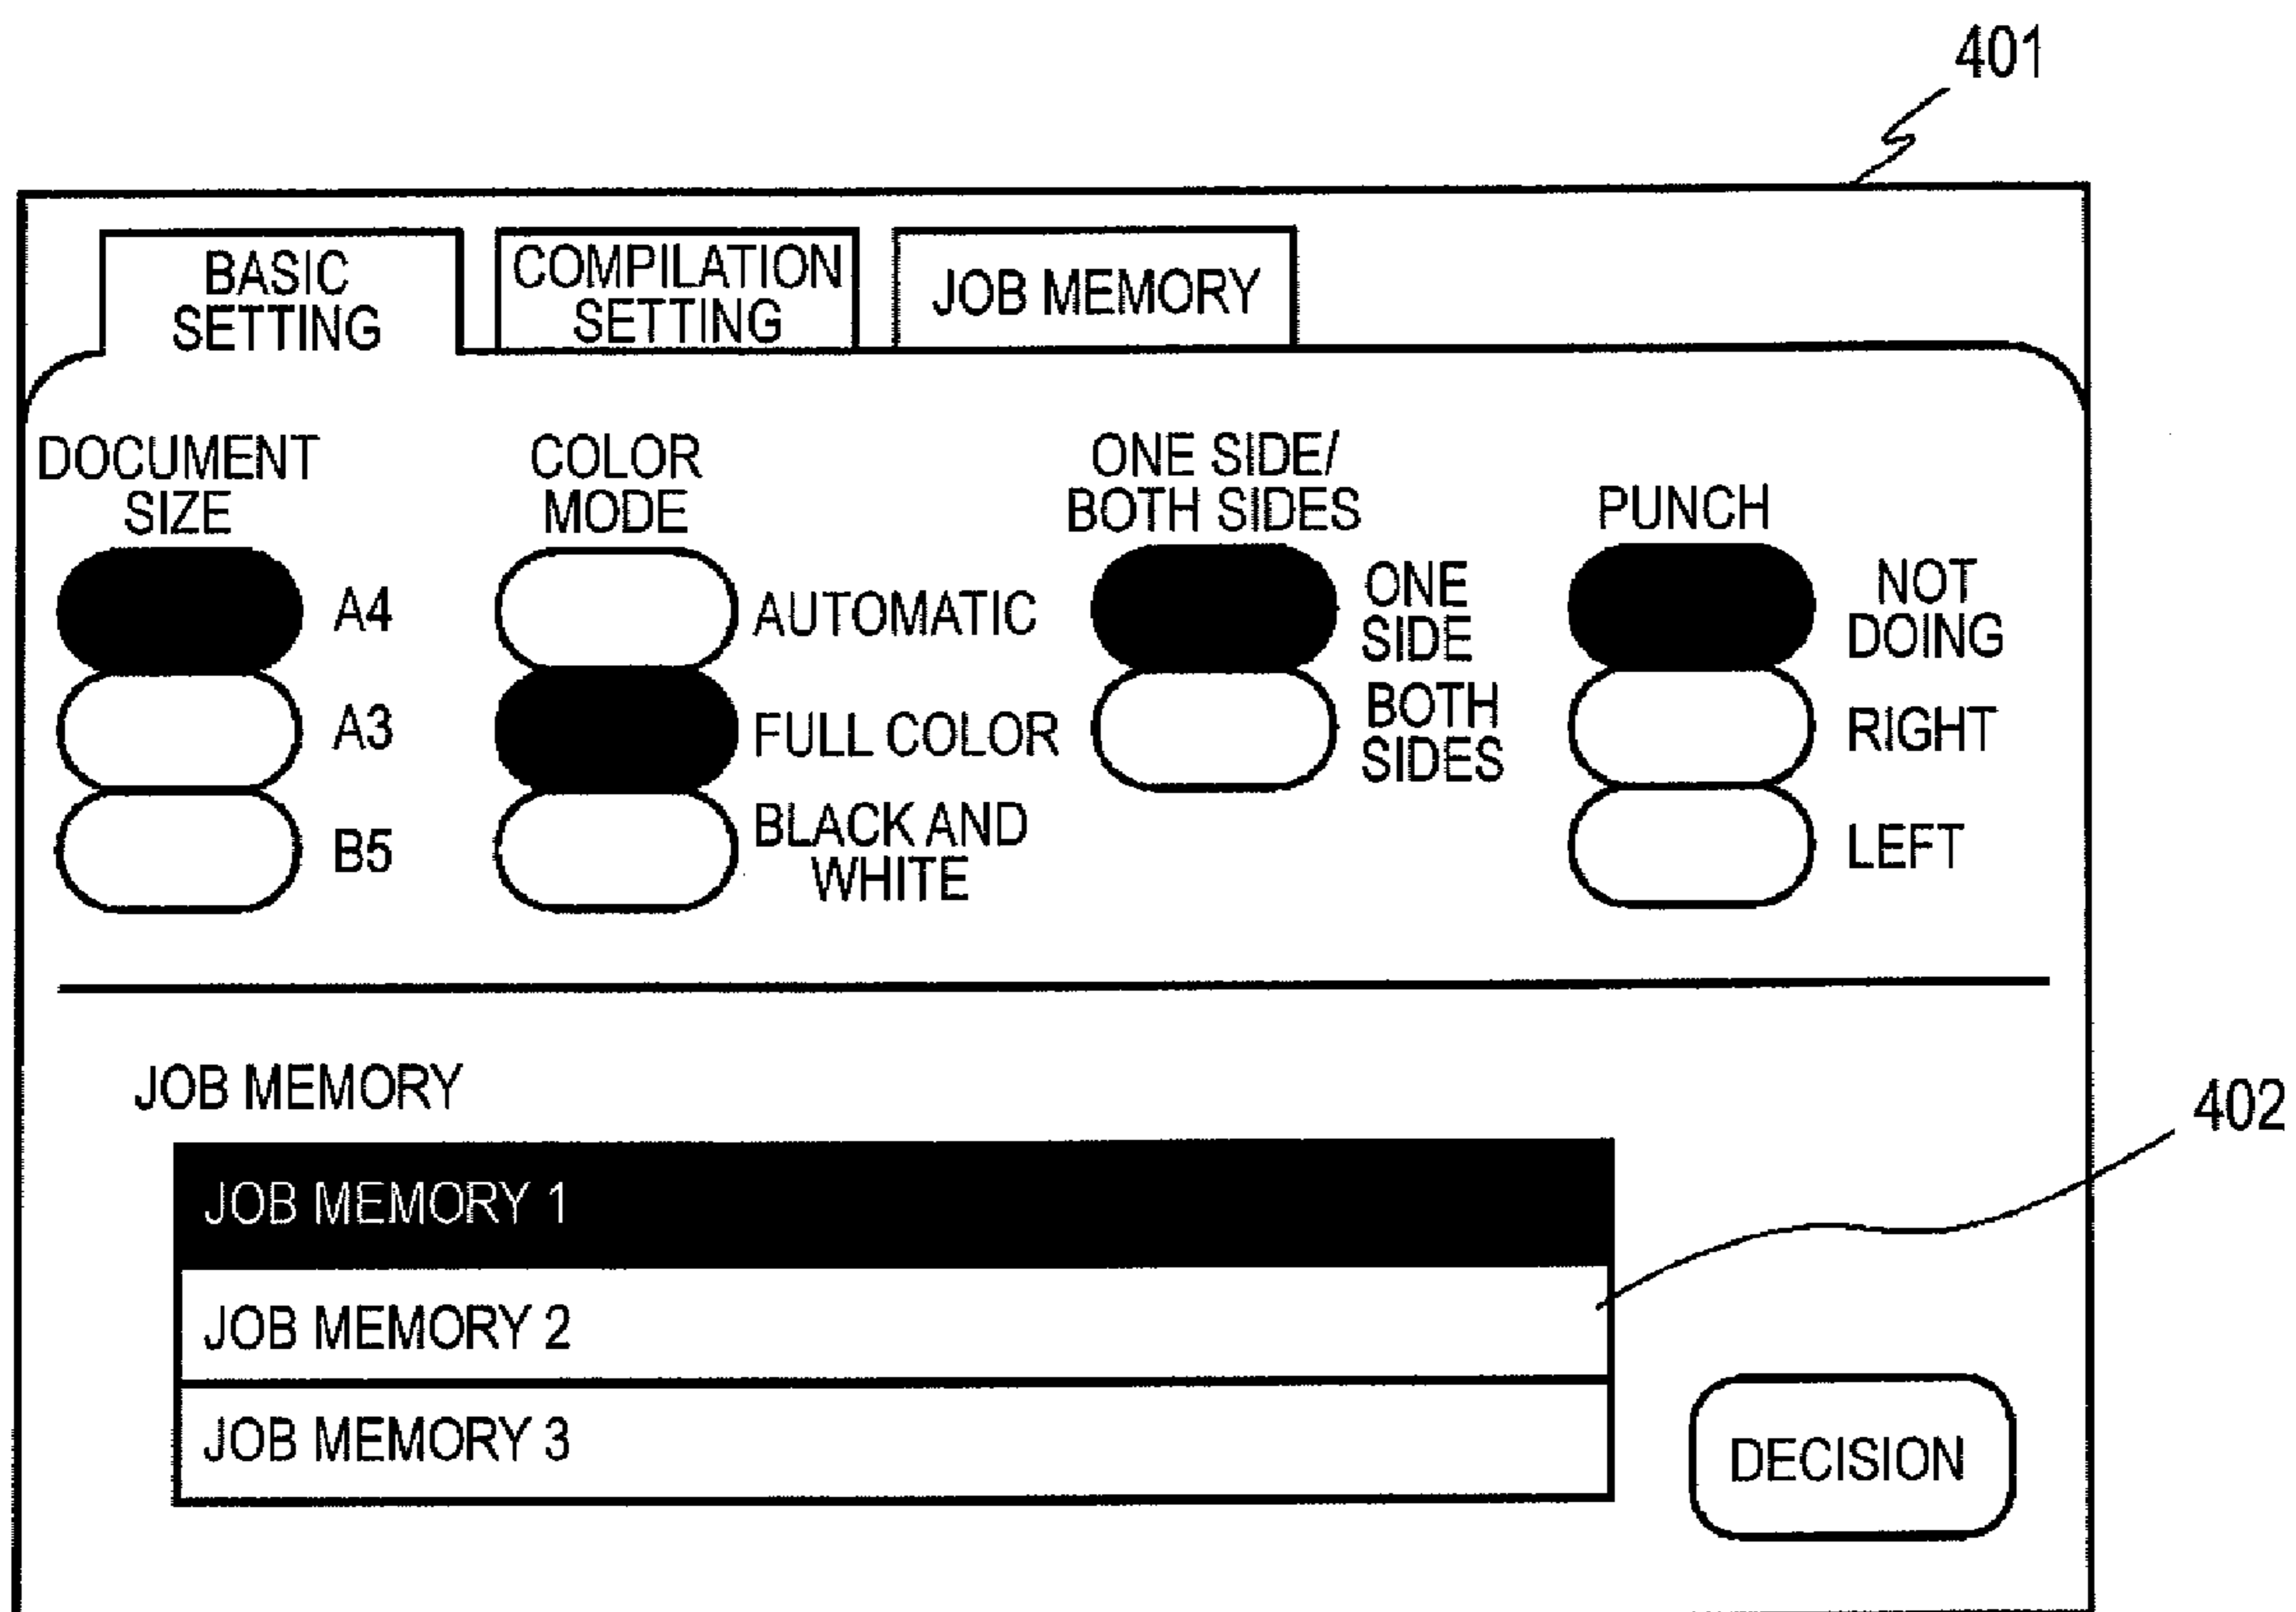 401
BASIC
SETTING
COMPILATION
SETTING
JOB MEMORY
DOCUMENT
SIZE
A4
A3
B5
COLOR
MODE
AUTOMATIC
FULL COLOR
BLACK AND
WHITE
ONE SIDE/
BOTH SIDES
ONE
SIDE
BOTH
SIDES
PUNCH
NOT
DOING
RIGHT
LEFT
JOB MEMORY
402
JOB MEMORY 1
JOB MEMORY 2
JOB MEMORY 3
DECISION